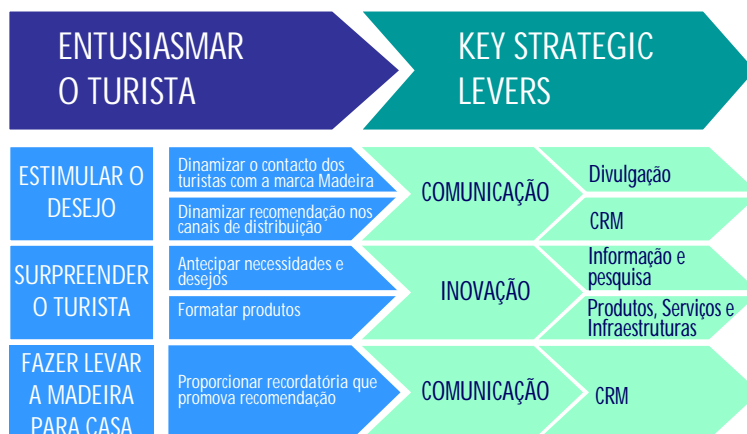 ENTUSIASMAR
O TURISTA
KEY STRATEGIC
LEVERS
ESTIMULAR O
DESEJO
Dinamizar o contacto dos
turistas com a marca Madeira
Dinamizar recomendação nos
canais de distribuição
COMUNICAÇÃO
Divulgação
CRM
SURPREENDER
O TURISTA
Antecipar necessidades e
desejos
Formatar produtos
INOVAÇÃO
Informação e
pesquisa
Produtos, Serviços e
Infraestruturas
FAZER LEVAR
A MADEIRA
PARA CASA
Proporcionar recordatória que
promova recomendação
COMUNICAÇÃO
CRM